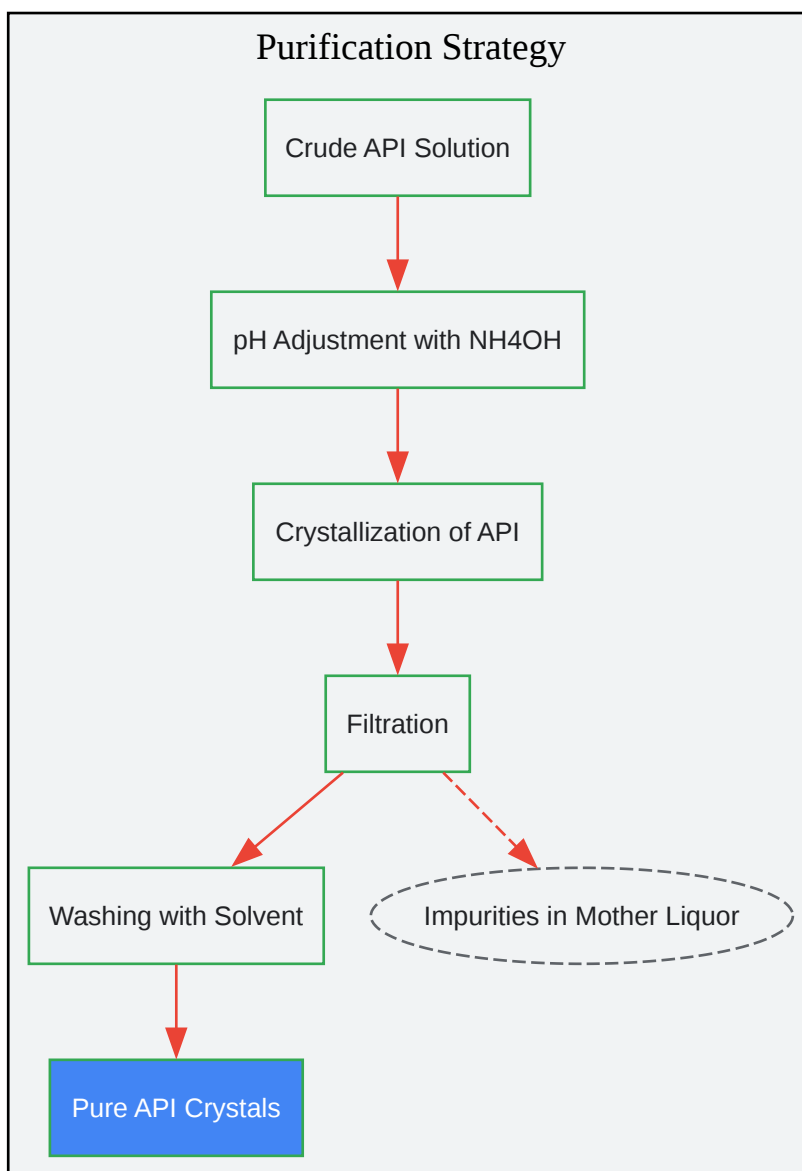 Purification Strategy
Crude API Solution
pH Adjustment with NH4OH
Crystallization of API
Filtration
Washing with Solvent
Impurities in Mother Liquor
Pure API Crystals